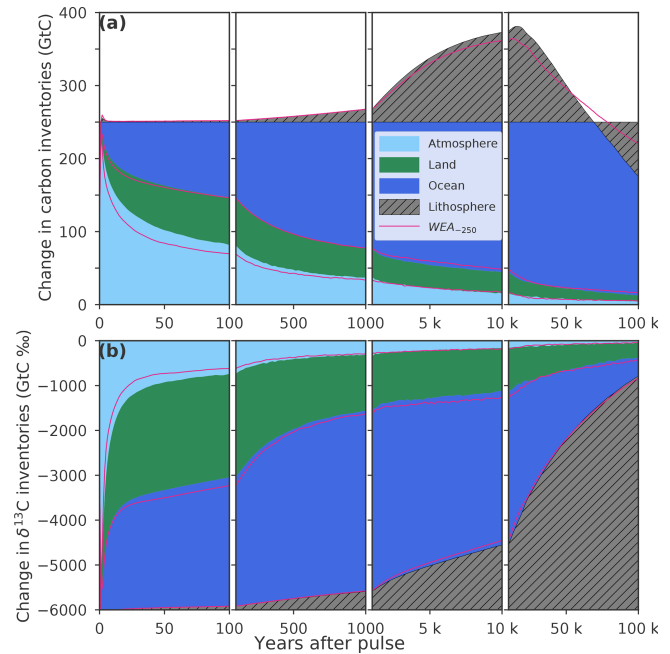 (a)
Change in carbon inventories (GtC)
400
300
200
100
0
Atmosphere
Land
Ocean
Lithosphere
WEA−250
0 50 100 500 1000 5 k 10 k 50 k 100 k
(b)
Change in δ13C inventories (GtC ‰)
0
−1000
−2000
−3000
−4000
−5000
−6000
0 50 100 500 1000 5 k 10 k 50 k 100 k
Years after pulse